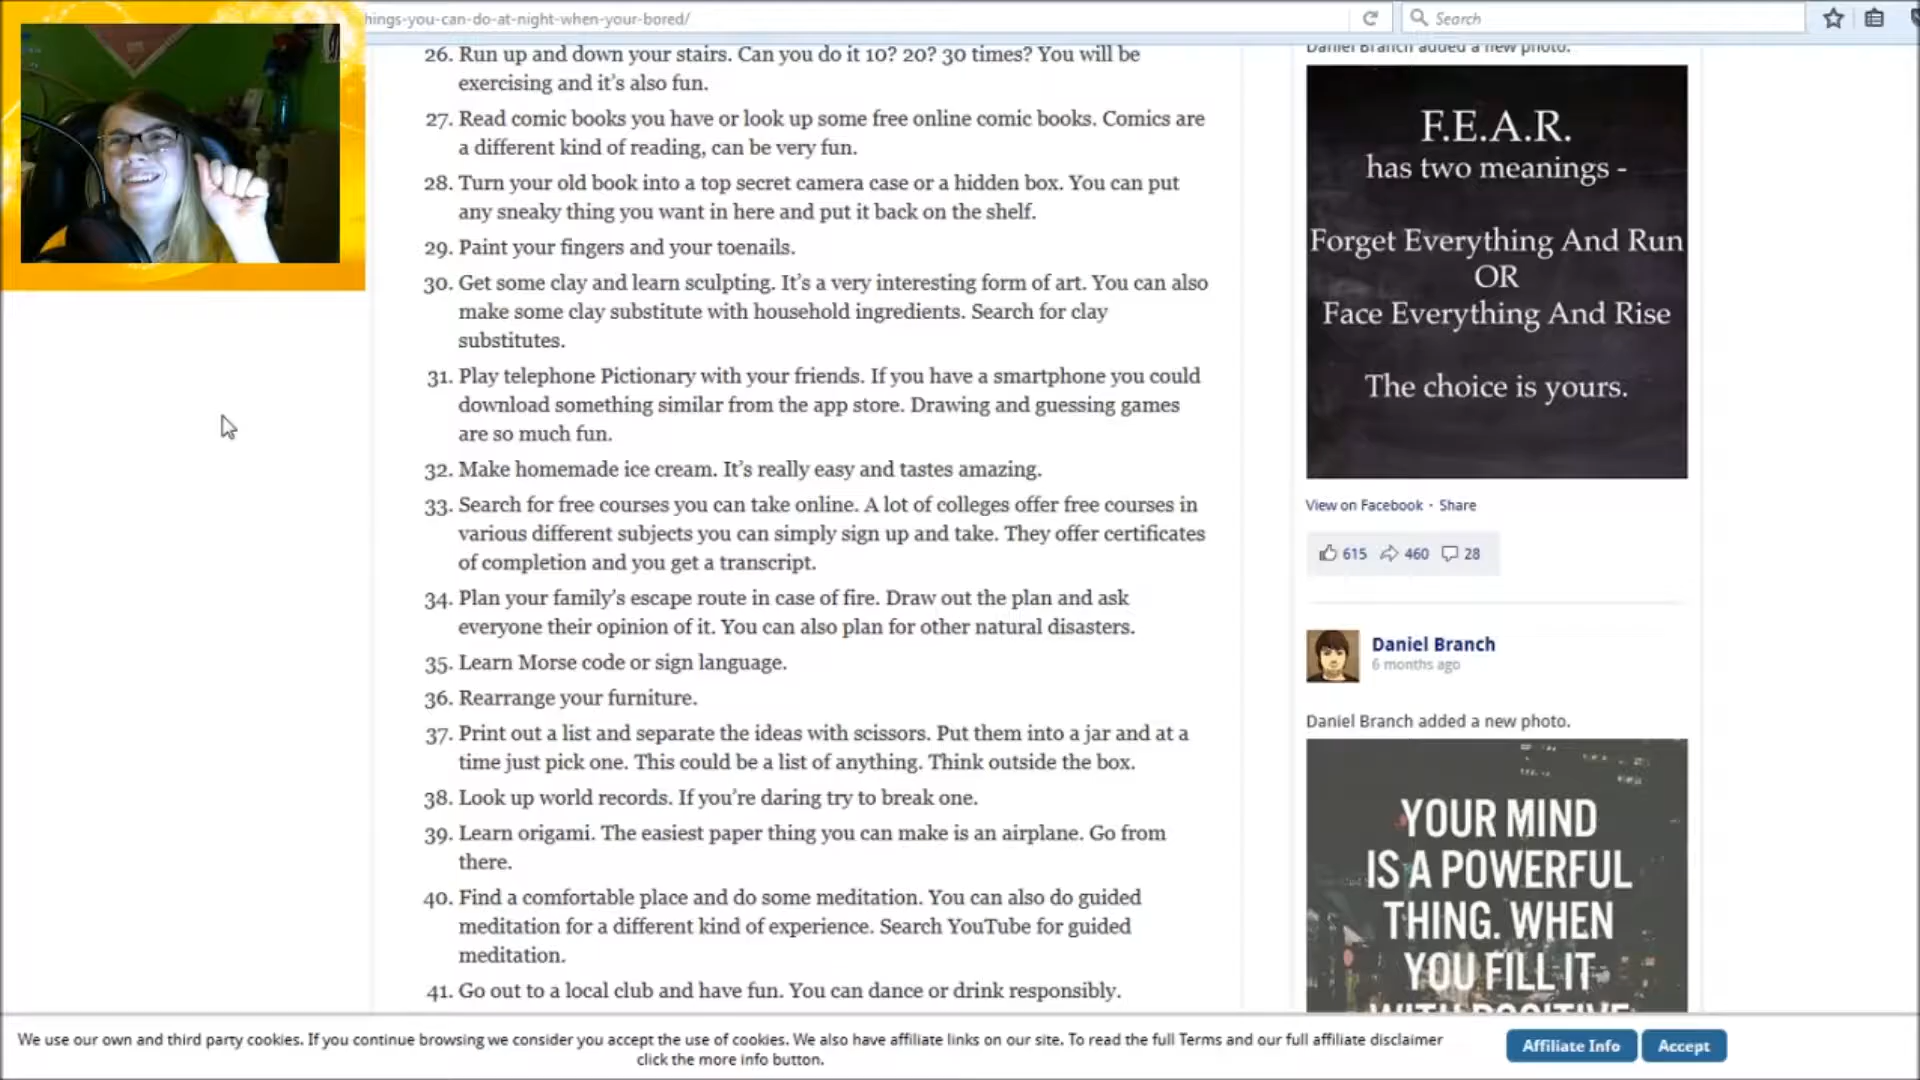 hings-you-can-do-at-night-when-your-bored/
Search
26. Run up and down your stairs. Can you do it 10? 20? 30 times? You will be
exercising and it's also fun.
27. Read comic books you have or look up some free online comic books. Comics are
a different kind of reading, can be very fun.
28. Turn your old book into a top secret camera case or a hidden box. You can put
any sneaky thing you want in here and put it back on the shelf.
29. Paint your fingers and your toenails.
30. Get some clay and learn sculpting. It's a very interesting form of art. You can also
make some clay substitute with household ingredients. Search for clay
substitutes.
31. Play telephone Pictionary with your friends. If you have a smartphone you could
download something similar from the app store. Drawing and guessing games
are so much fun.
32. Make homemade ice cream. It's really easy and tastes amazing.
33. Search for free courses you can take online. A lot of colleges offer free courses in
various different subjects you can simply sign up and take. They offer certificates
of completion and you get a transcript.
34. Plan your family's escape route in case of fire. Draw out the plan and ask
everyone their opinion of it. You can also plan for other natural disasters.
35. Learn Morse code or sign language.
36. Rearrange your furniture.
37. Print out a list and separate the ideas with scissors. Put them into a jar and at a
time just pick one. This could be a list of anything. Think outside the box.
38. Look up world records. If you're daring try to break one.
39. Learn origami. The easiest paper thing you can make is an airplane. Go from
there.
40. Find a comfortable place and do some meditation. You can also do guided
meditation for a different kind of experience. Search YouTube for guided
meditation.
41. Go out to a local club and have fun. You can dance or drink responsibly.
Daniel Branch added a new photo.
F.E.A.R.
has two meanings -
Forget Everything And Run
OR
Face Everything And Rise
The choice is yours.
View on Facebook · Share
615 460 28
Daniel Branch
6 months ago
Daniel Branch added a new photo.
YOUR MIND
IS A POWERFUL
THING. WHEN
YOU FILL IT
WITH POSITIVE
We use our own and third party cookies. If you continue browsing we consider you accept the use of cookies. We also have affiliate links on our site. To read the full Terms and our full affiliate disclaimer
click the more info button.
Affiliate Info
Accept